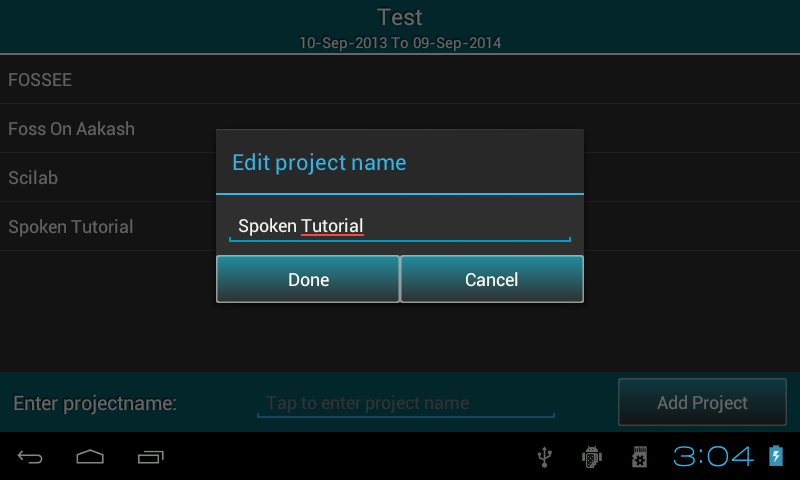 Test
10-Sep-2013 To 09-Sep-2014
FOSSEE
Foss On Aakash
Scilab
Spoken Tutorial
Edit project name
Spoken Tutorial
Done Cancel
Enter projectname: Tap to enter project name Add Project
3:04